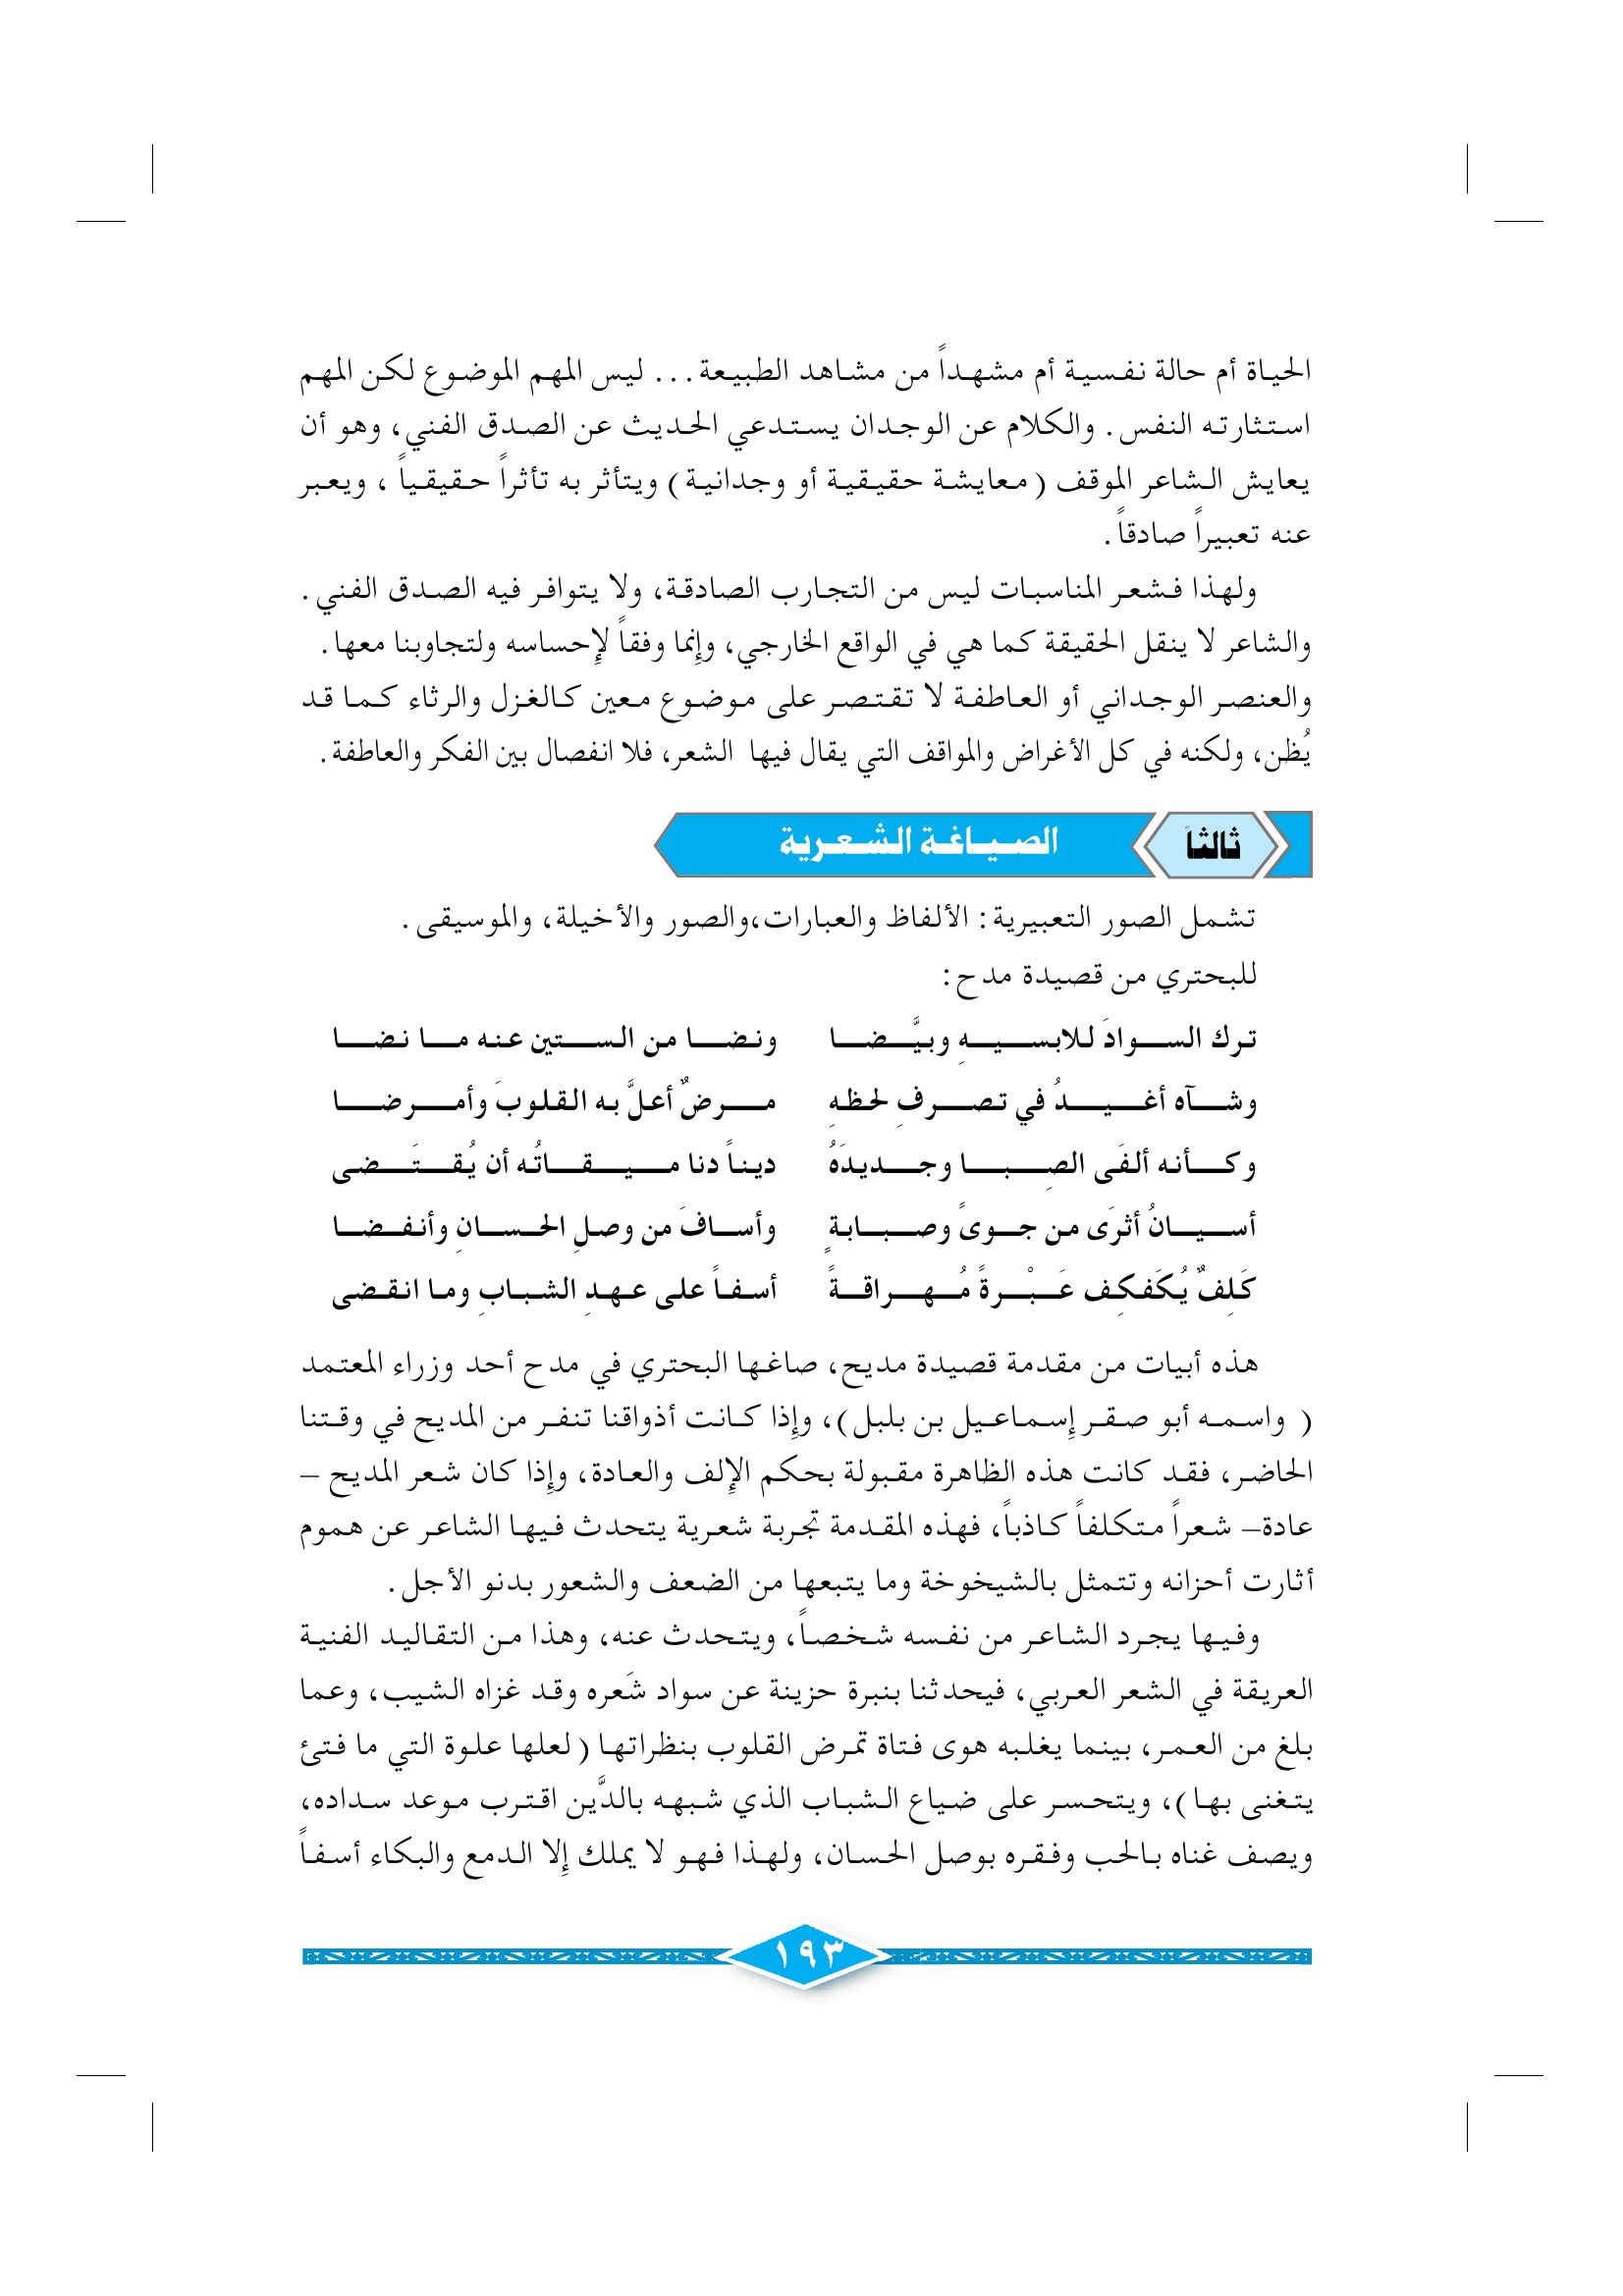 الحياة أم حالة نفسية أم مشهداً من مشاهد الطبيعة... ليس المهم الموضوع لكن المهم
استثارته النفس. والكلام عن الوجدان يستدعي الحديث عن الصدق الفني، وهو أن
يعايش الشاعر الموقف (معايشة حقيقية أو وجدانية) ويتأثر به تأثراً حقيقياً ، ويعبر
عنه تعبيراً صادقاً.
ولهذا فشعر المناسبات ليس من التجارب الصادقة، ولا يتوافر فيه الصدق الفني.
والشاعر لا ينقل الحقيقة كما هي في الواقع الخارجي، وإنما وفقاً لإحساسه ولتجاوبنا معها.
والعنصر الوجداني أو العاطفة لا تقتصر على موضوع معين كالغزل والرثاء كما قد
يُظن، ولكنه في كل الأغراض والمواقف التي يقال فيها الشعر، فلا انفصال بين الفكر والعاطفة.
ثالثاً الصياغة الشعرية
تشمل الصور التعبيرية: الألفاظ والعبارات،والصور والأخيلة، والموسيقى.
للبحتري من قصيدة مدح:
ترك السوادَ للابسيهِ وبيَّضا ونضا من الستين عنه ما نضا
وشآه أغيدُ في تصرفِ لحظهِ مرضٌ أعلَّ به القلوبَ وأمرضا
وكأنه ألفَى الصِبا وجديدَهُ ديناً دنا ميقاتُه أن يُقتَضى
أسيانُ أثرَى من جوىً وصبابةٍ وأسافَ من وصلِ الحسانِ وأنفضا
كَلِفٌ يُكَفكِف عَبْرةً مُهراقةً أسفاً على عهدِ الشبابِ وما انقضى
هذه أبيات من مقدمة قصيدة مديح، صاغها البحتري في مدح أحد وزراء المعتمد
( واسمه أبو صقر إسماعيل بن بلبل)، وإذا كانت أذواقنا تنفر من المديح في وقتنا
الحاضر، فقد كانت هذه الظاهرة مقبولة بحكم الإلف والعادة، وإذا كان شعر المديح –
عادة– شعراً متكلفاً كاذباً، فهذه المقدمة تجربة شعرية يتحدث فيها الشاعر عن هموم
أثارت أحزانه وتتمثل بالشيخوخة وما يتبعها من الضعف والشعور بدنو الأجل.
وفيها يجرد الشاعر من نفسه شخصاً، ويتحدث عنه، وهذا من التقاليد الفنية
العريقة في الشعر العربي، فيحدثنا بنبرة حزينة عن سواد شَعره وقد غزاه الشيب، وعما
بلغ من العمر، بينما يغلبه هوى فتاة تمرض القلوب بنظراتها (لعلها علوة التي ما فتئ
يتغنى بها)، ويتحسر على ضياع الشباب الذي شبهه بالدَّين اقترب موعد سداده،
ويصف غناه بالحب وفقره بوصل الحسان، ولهذا فهو لا يملك إلا الدمع والبكاء أسفاً
١٩٣